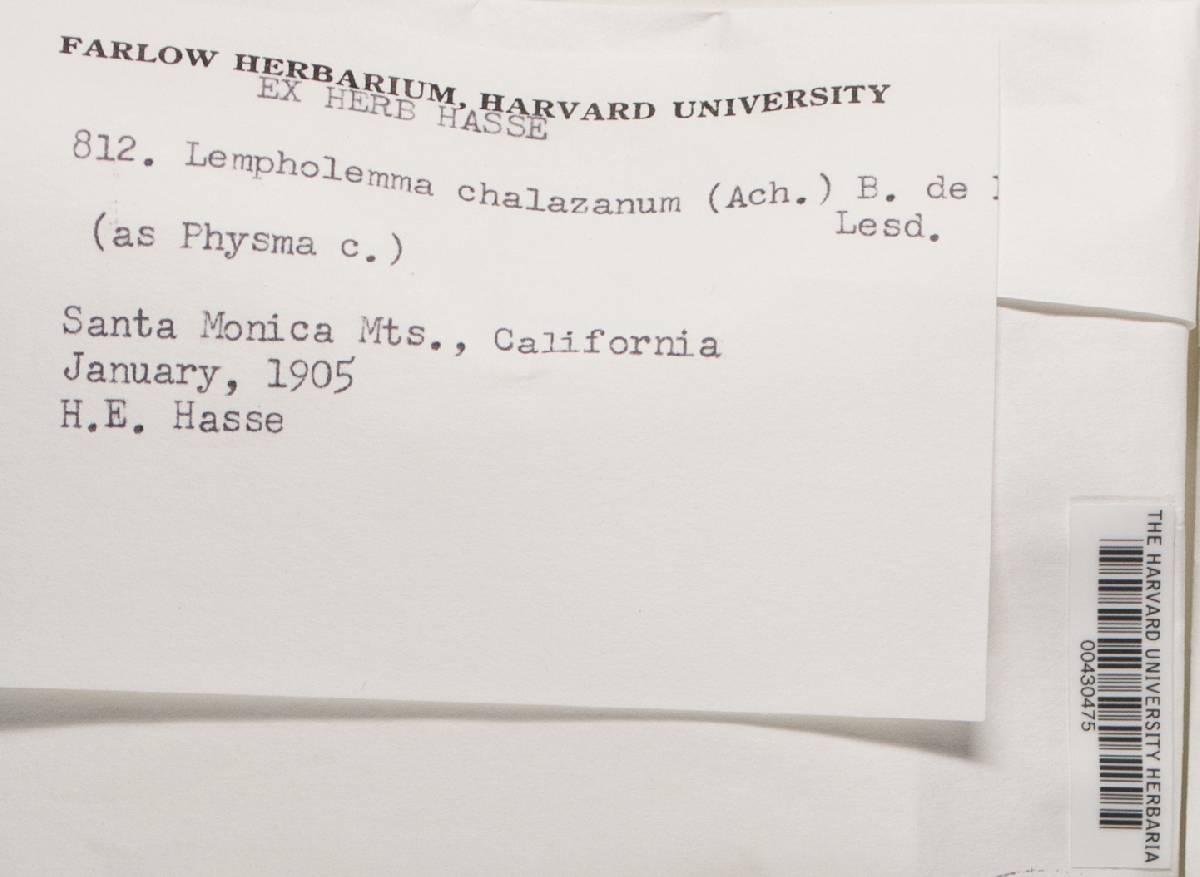 FARLOW HERBARIUM, HARVARD UNIVERSITY
EX HERB HASSE
812. Lempholemma chalazanum (Ach.) B. de
Lesd.
(as Physma c.)
Santa Monica Mts., California
January, 1905
H.E. Hasse
THE HARVARD UNIVERSITY HERBARIA
00430475